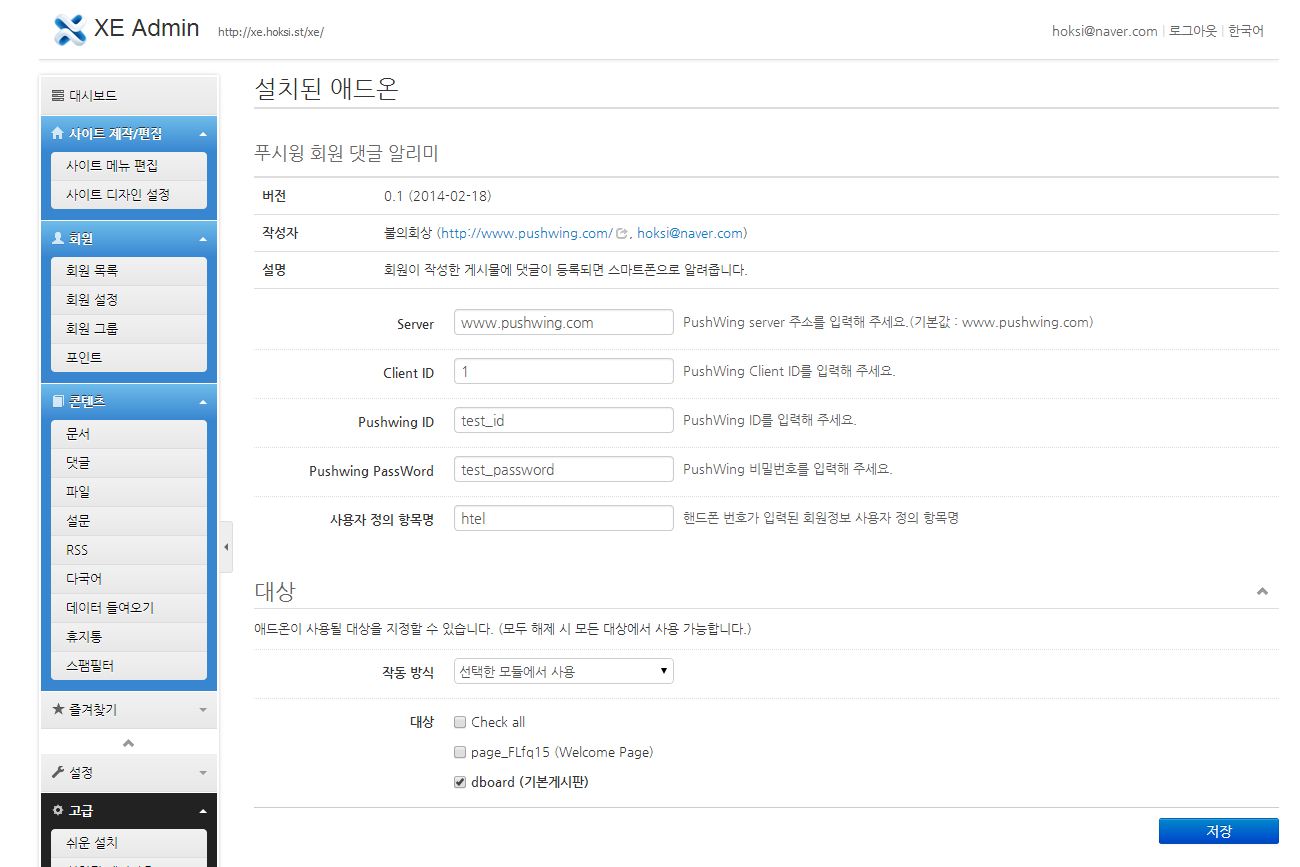 XE Admin http://xe.hoksi.st/xe/
hoksi@naver.com 로그아웃 한국어
대시보드
사이트 제작/편집
사이트 메뉴 편집
사이트 디자인 설정
회원
회원 목록
회원 설정
회원 그룹
포인트
콘텐츠
문서
댓글
파일
설문
RSS
다국어
데이터 들여오기
휴지통
스팸필터
즐겨찾기
설정
고급
쉬운 설치
설치된 애드온
푸시윙 회원 댓글 알리미
버전 0.1 (2014-02-18)
작성자 불의회상 (http://www.pushwing.com/ , hoksi@naver.com)
설명 회원이 작성한 게시물에 댓글이 등록되면 스마트폰으로 알려줍니다.
Server www.pushwing.com PushWing server 주소를 입력해 주세요.(기본값 : www.pushwing.com)
Client ID 1 PushWing Client ID를 입력해 주세요.
Pushwing ID test_id PushWing ID를 입력해 주세요.
Pushwing PassWord test_password PushWing 비밀번호를 입력해 주세요.
사용자 정의 항목명 htel 핸드폰 번호가 입력된 회원정보 사용자 정의 항목명
대상
애드온이 사용될 대상을 지정할 수 있습니다. (모두 해제 시 모든 대상에서 사용 가능합니다.)
작동 방식 선택한 모듈에서 사용
대상 Check all
page_FLfq15 (Welcome Page)
dboard (기본게시판)
저장